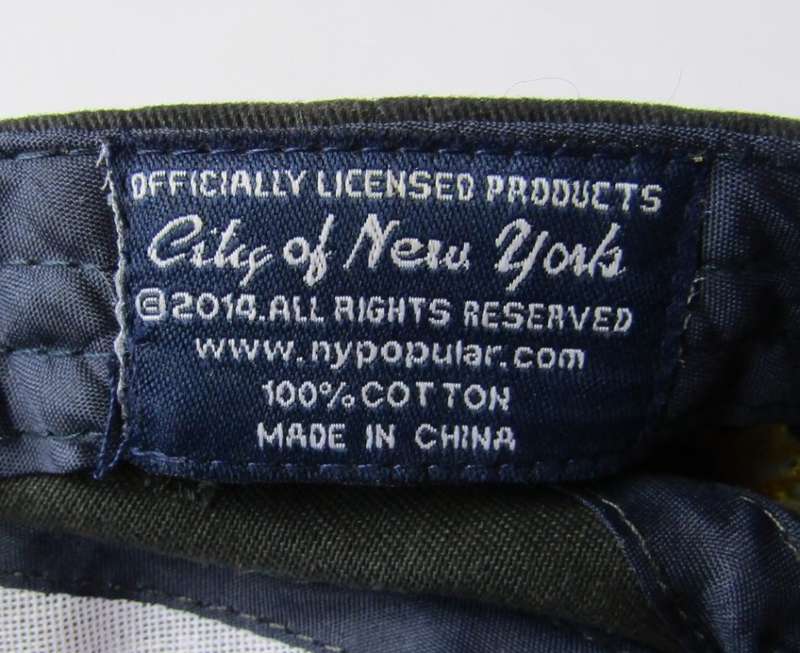 OFFICIALLY LICENSED PRODUCTS
City of New York
©2014.ALL RIGHTS RESERVED
www.nypopular.com
100% COTTON
MADE IN CHINA